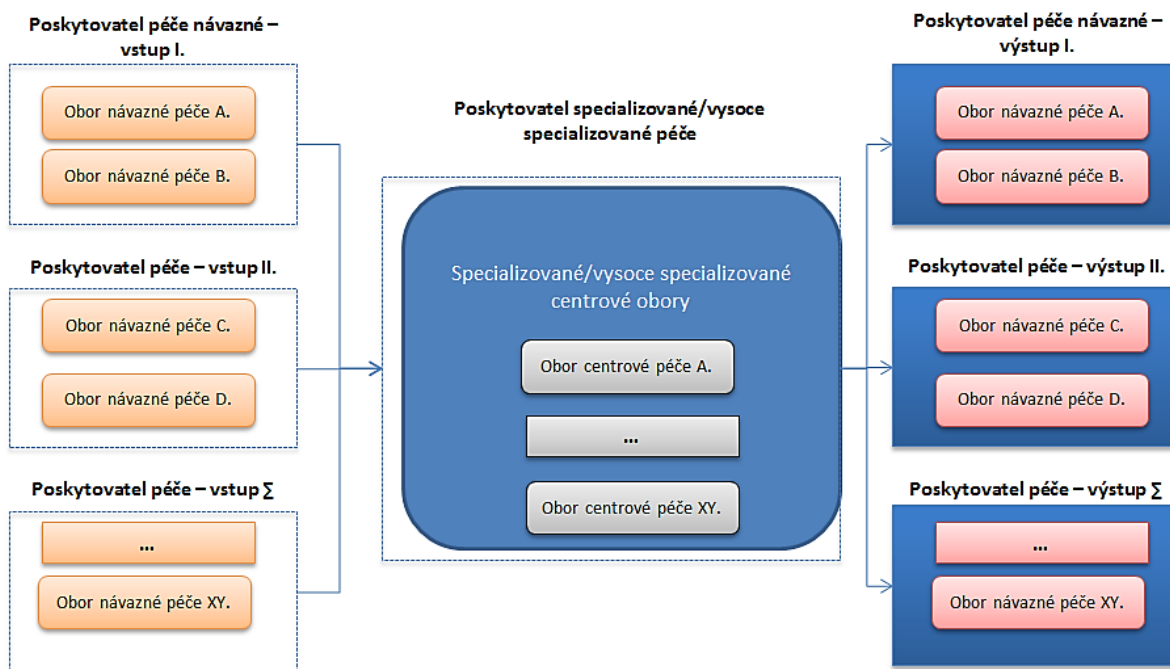 Poskytovatel péče návazné –
vstup I.
Obor návazné péče A.
Obor návazné péče B.
Poskytovatel péče – vstup II.
Obor návazné péče C.
Obor návazné péče D.
Poskytovatel péče – vstup ∑
...
Obor návazné péče XY.
Poskytovatel specializované/vysoce
specializované péče
Specializované/vysoce specializované
centrové obory
Obor centrové péče A.
...
Obor centrové péče XY.
Poskytovatel péče návazné –
výstup I.
Obor návazné péče A.
Obor návazné péče B.
Poskytovatel péče – výstup II.
Obor návazné péče C.
Obor návazné péče D.
Poskytovatel péče – výstup ∑
...
Obor návazné péče XY.